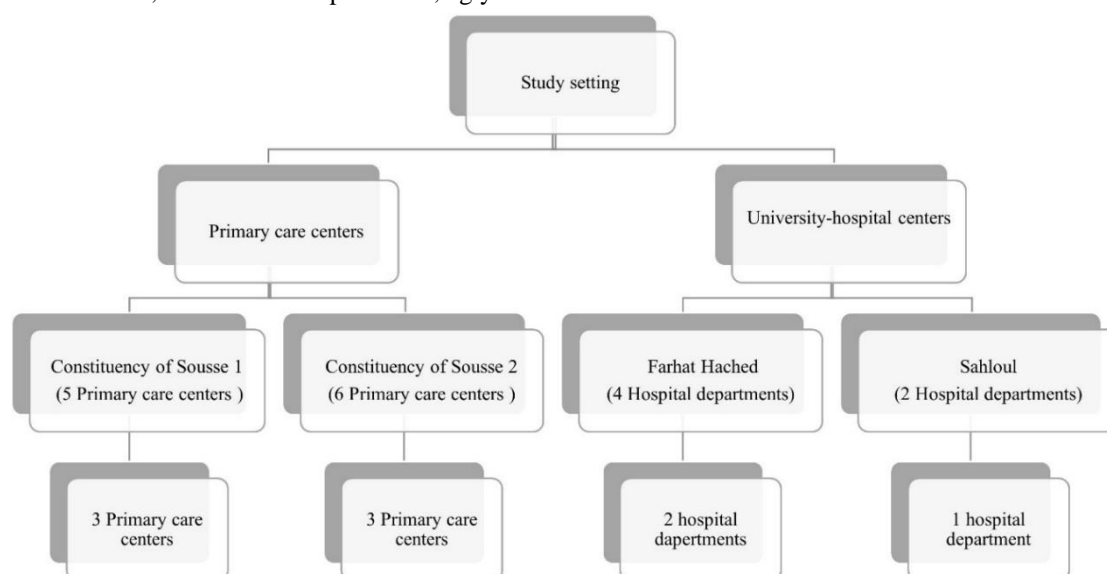 Study setting
Primary care centers
University-hospital centers
Constituency of Sousse 1
(5 Primary care centers )
Constituency of Sousse 2
(6 Primary care centers )
Farhat Hached
(4 Hospital departments)
Sahloul
(2 Hospital departments)
3 Primary care
centers
3 Primary care
centers
2 hospital
dapertments
1 hospital
department